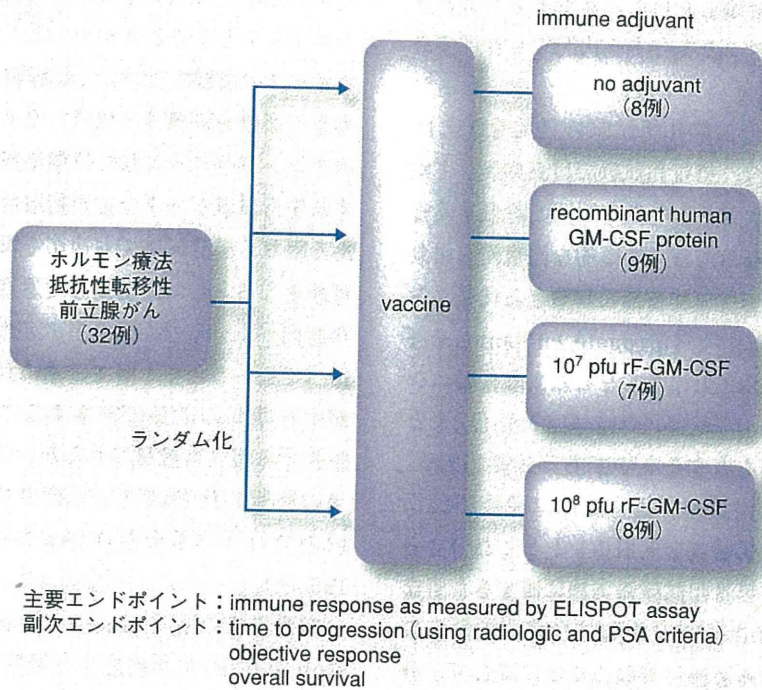 immune adjuvant
no adjuvant
(8例)
recombinant human
GM-CSF protein
(9例)
ホルモン療法
抵抗性転移性
前立腺がん
(32例)
vaccine
10⁷ pfu rF-GM-CSF
(7例)
ランダム化
10⁸ pfu rF-GM-CSF
(8例)
主要エンドポイント：immune response as measured by ELISPOT assay
副次エンドポイント：time to progression（using radiologic and PSA criteria）
objective response
overall survival